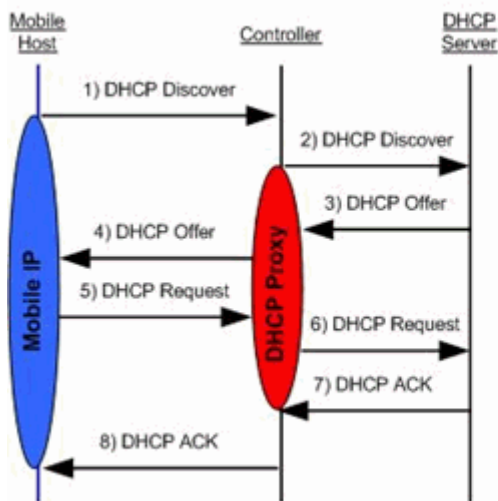 Mobile
Host
Controller
DHCP
Server
1) DHCP Discover
2) DHCP Discover
3) DHCP Offer
4) DHCP Offer
5) DHCP Request
6) DHCP Request
7) DHCP ACK
8) DHCP ACK
Mobile IP
DHCP Proxy